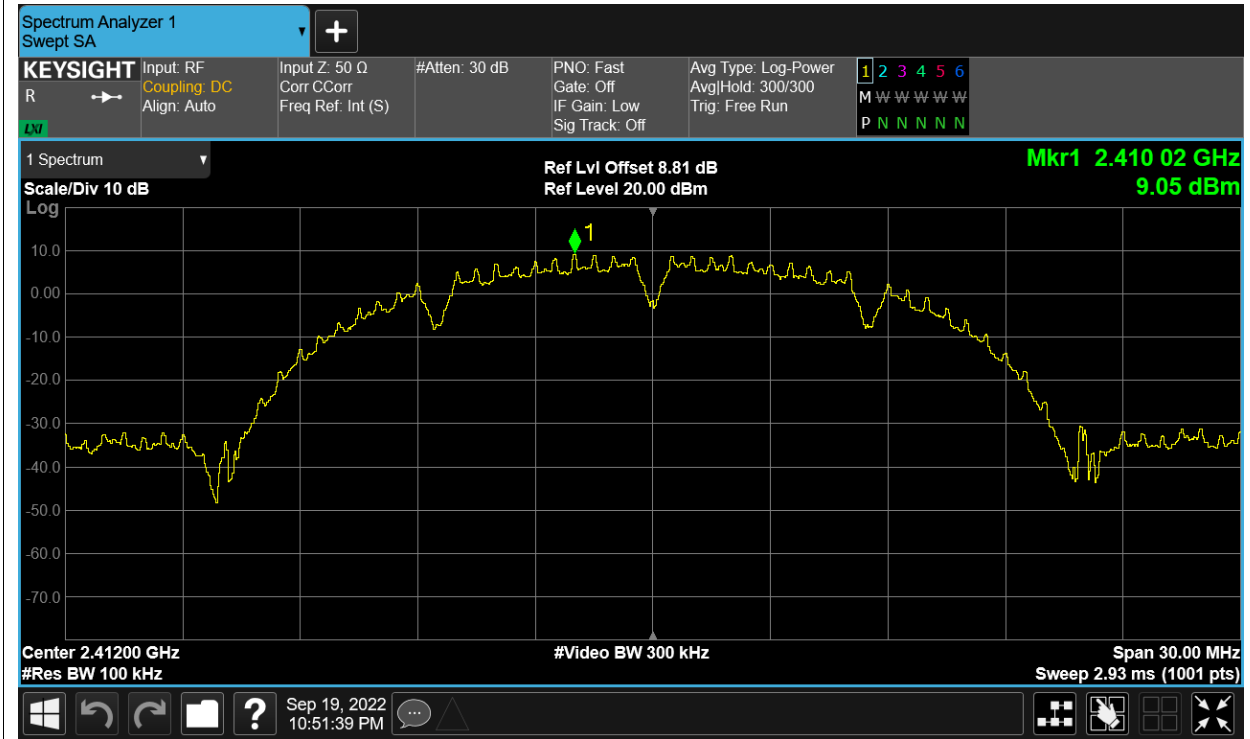 Spectrum Analyzer 1
Swept SA
KEYSIGHT
R
LXI
Input: RF
Coupling: DC
Align: Auto
Input Z: 50 Ω
Corr CCorr
Freq Ref: Int (S)
#Atten: 30 dB
PNO: Fast
Gate: Off
IF Gain: Low
Sig Track: Off
Avg Type: Log-Power
Avg|Hold: 300/300
Trig: Free Run
1 2 3 4 5 6
M W W W W W
P N N N N N
1 Spectrum
Scale/Div 10 dB
Log
Ref Lvl Offset 8.81 dB
Ref Level 20.00 dBm
Mkr1 2.410 02 GHz
9.05 dBm
1
10.0
0.00
-10.0
-20.0
-30.0
-40.0
-50.0
-60.0
-70.0
Center 2.41200 GHz
#Res BW 100 kHz
#Video BW 300 kHz
Span 30.00 MHz
Sweep 2.93 ms (1001 pts)
?
Sep 19, 2022
10:51:39 PM